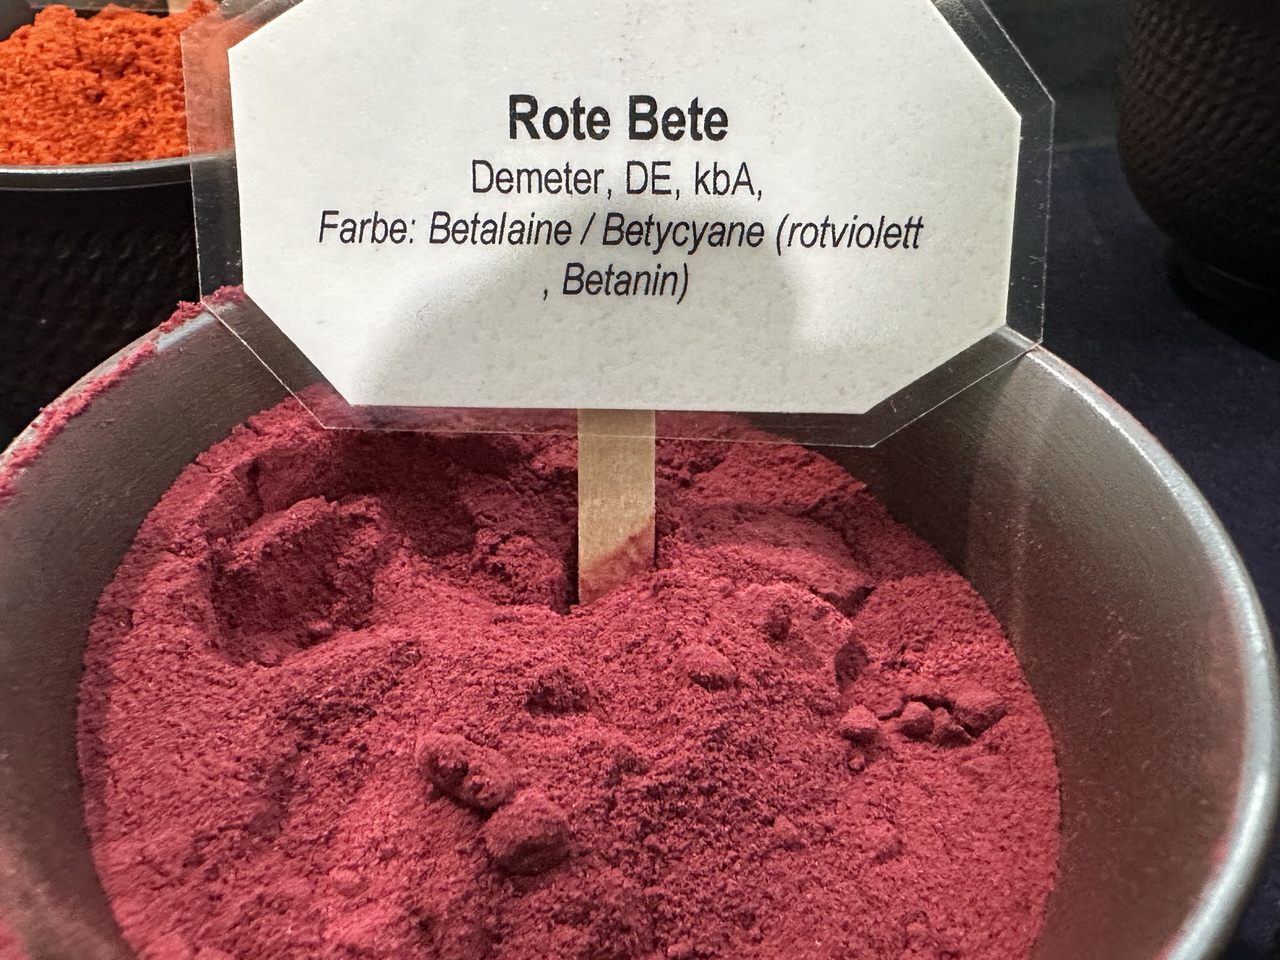 Rote Bete
Demeter, DE, kbA,
Farbe: Betalaine / Betycyane (rotviolett
, Betanin)